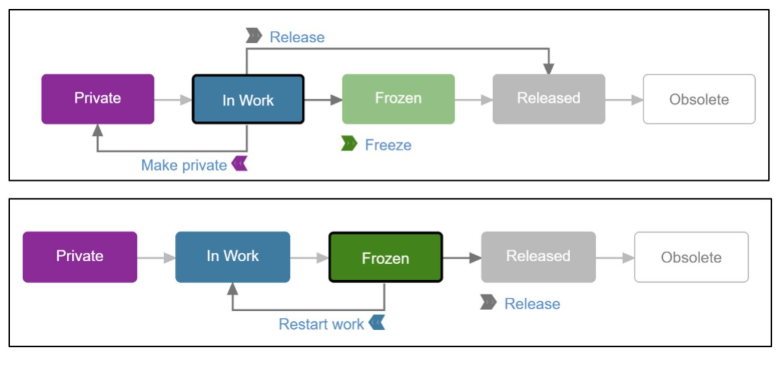 Release
Private
In Work
Frozen
Released
Obsolete
Make private
Freeze
Private
In Work
Frozen
Released
Obsolete
Restart work
Release